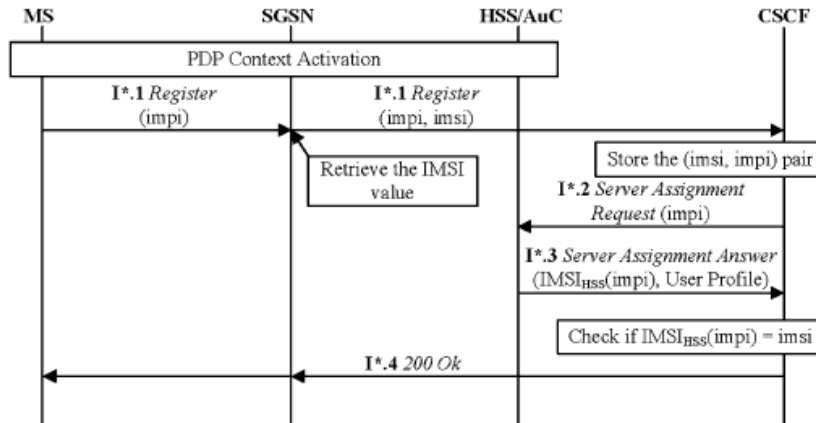 MS SGSN HSS/AuC CSCF
PDP Context Activation
I*.1 Register
(impi)
I*.1 Register
(impi, imsi)
Retrieve the IMSI
value
Store the (imsi, impi) pair
I*.2 Server Assignment
Request (impi)
I*.3 Server Assignment Answer
(IMSI_HSS(impi), User Profile)
Check if IMSI_HSS(impi) = imsi
I*.4 200 Ok